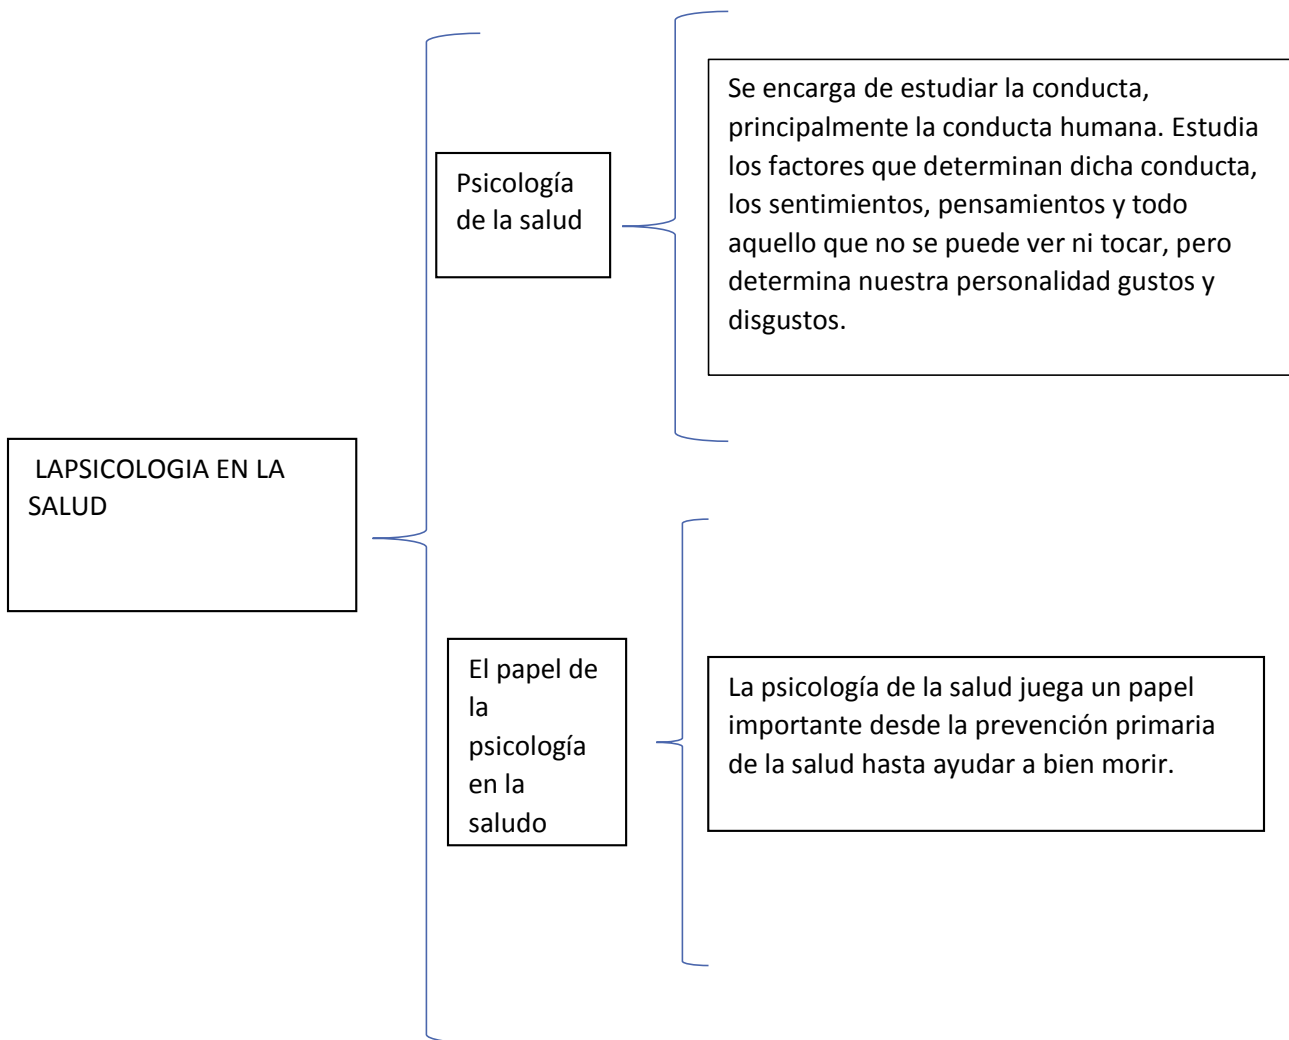 LAPSICOLOGIA EN LA
SALUD
Psicología
de la salud
Se encarga de estudiar la conducta,
principalmente la conducta humana. Estudia
los factores que determinan dicha conducta,
los sentimientos, pensamientos y todo
aquello que no se puede ver ni tocar, pero
determina nuestra personalidad gustos y
disgustos.
El papel de
la
psicología
en la
saludo
La psicología de la salud juega un papel
importante desde la prevención primaria
de la salud hasta ayudar a bien morir.